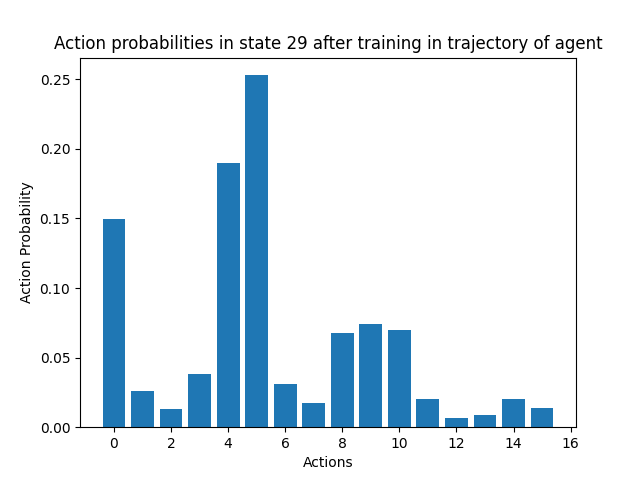 Action probabilities in state 29 after training in trajectory of agent
0.25
0.20
0.15
0.10
0.05
0.00
Action Probability
0 2 4 6 8 10 12 14 16
Actions